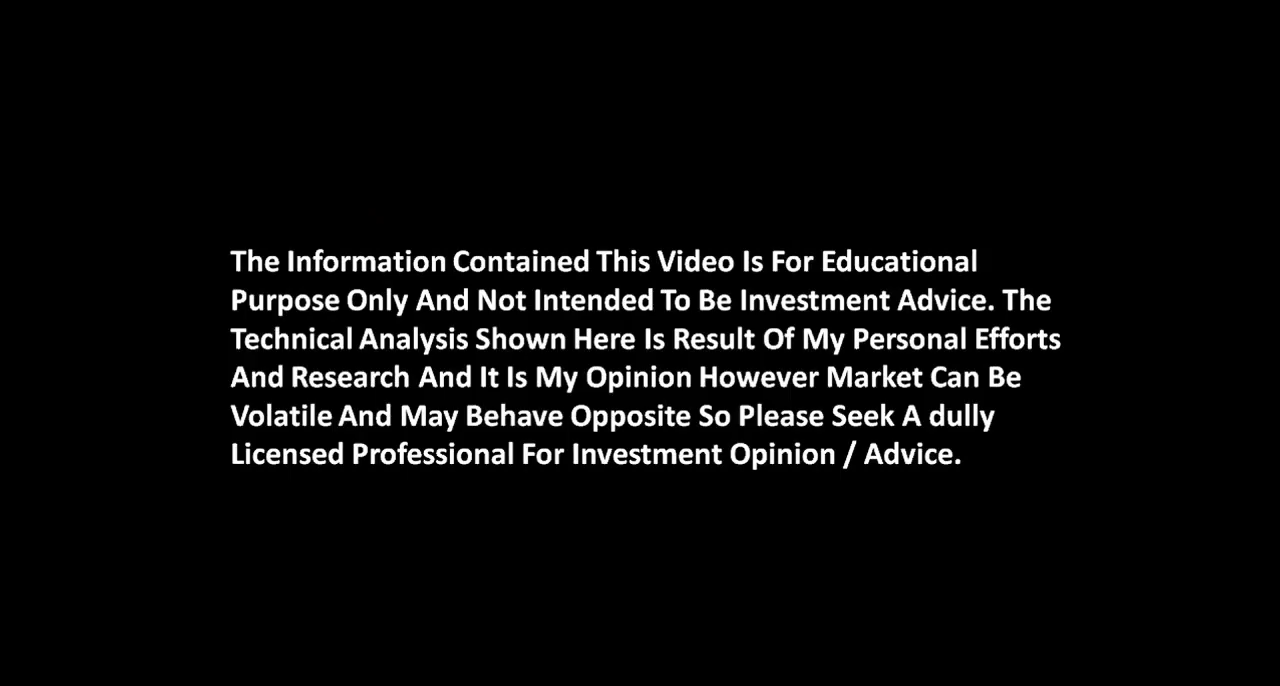 The Information Contained This Video Is For Educational
Purpose Only And Not Intended To Be Investment Advice. The
Technical Analysis Shown Here Is Result Of My Personal Efforts
And Research And It Is My Opinion However Market Can Be
Volatile And May Behave Opposite So Please Seek A dully
Licensed Professional For Investment Opinion / Advice.